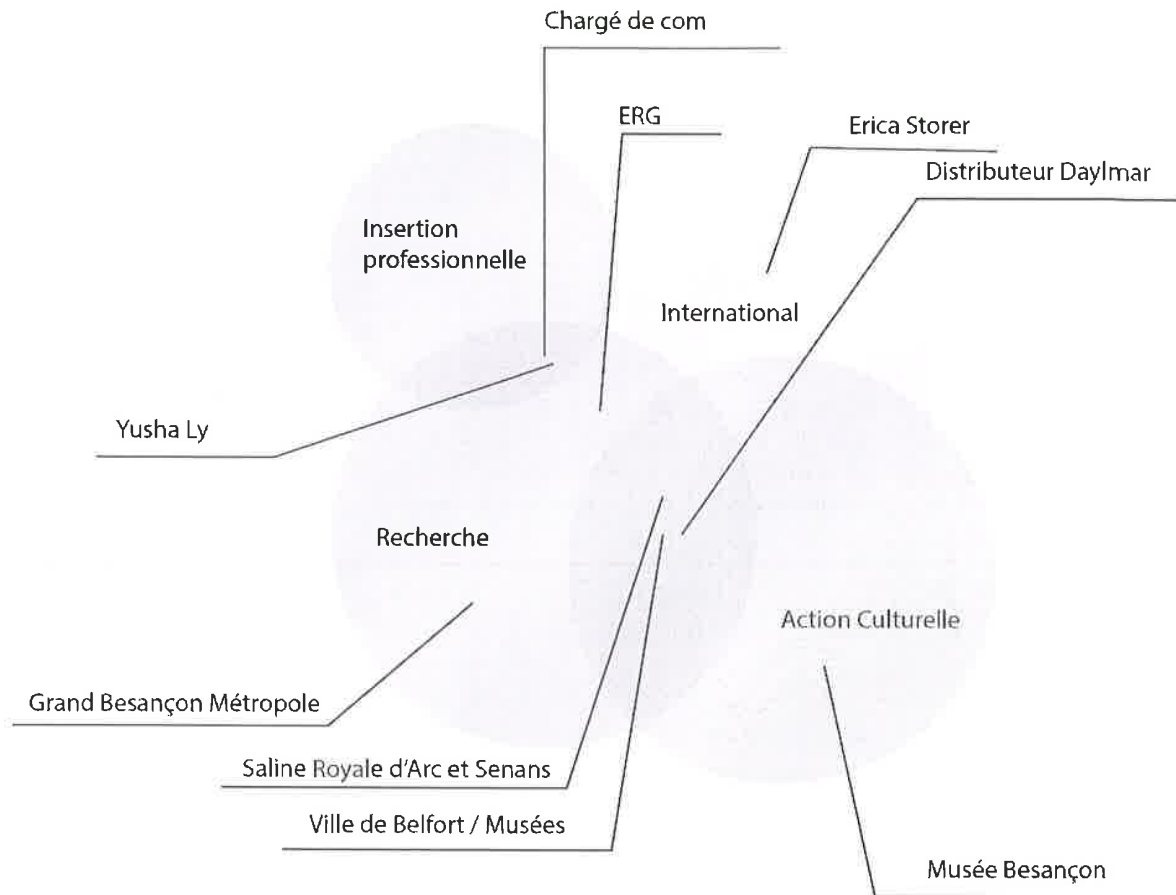 Chargé de com
ERG
Erica Storer
Distributeur Daylmar
Insertion
professionnelle
International
Yusha Ly
Recherche
Action Culturelle
Grand Besançon Métropole
Saline Royale d'Arc et Senans
Ville de Belfort / Musées
Musée Besançon